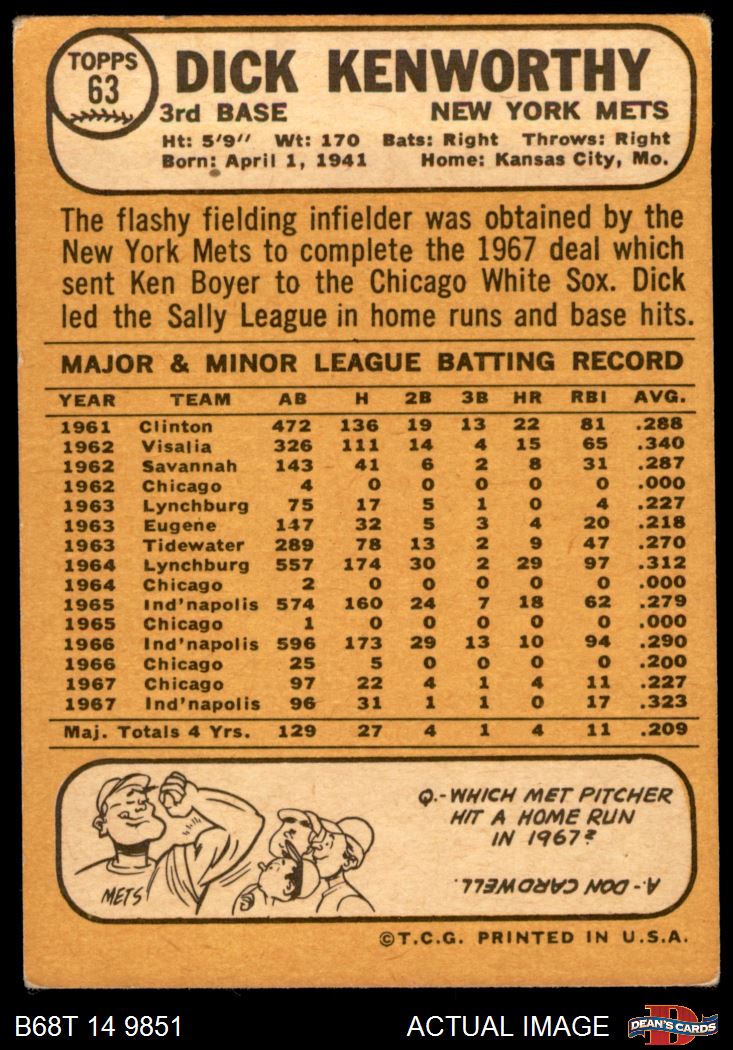 TOPPS
63
DICK KENWORTHY
3rd BASE NEW YORK METS
Ht: 5'9" Wt: 170 Bats: Right Throws: Right
Born: April 1, 1941 Home: Kansas City, Mo.
The flashy fielding infielder was obtained by the
New York Mets to complete the 1967 deal which
sent Ken Boyer to the Chicago White Sox. Dick
led the Sally League in home runs and base hits.
MAJOR & MINOR LEAGUE BATTING RECORD
YEAR TEAM AB H 2B 3B HR RBI AVG.
1961 Clinton 472 136 19 13 22 81 .288
1962 Visalia 326 111 14 4 15 65 .340
1962 Savannah 143 41 6 2 8 31 .287
1962 Chicago 4 0 0 0 0 0 .000
1963 Lynchburg 75 17 5 1 0 4 .227
1963 Eugene 147 32 5 3 4 20 .218
1963 Tidewater 289 78 13 2 9 47 .270
1964 Lynchburg 557 174 30 2 29 97 .312
1964 Chicago 2 0 0 0 0 0 .000
1965 Ind'napolis 574 160 24 7 18 62 .279
1965 Chicago 1 0 0 0 0 0 .000
1966 Ind'napolis 596 173 29 13 10 94 .290
1966 Chicago 25 5 0 0 0 0 .200
1967 Chicago 97 22 4 1 4 11 .227
1967 Ind'napolis 96 31 1 1 0 17 .323
Maj. Totals 4 Yrs. 129 27 4 1 4 11 .209
Q.-WHICH MET PITCHER
HIT A HOME RUN
IN 1967?
A.- DON CARDWELL.
METS
©T.C.G. PRINTED IN U.S.A.
B68T 14 9851 ACTUAL IMAGE D DEAN'S CARDS